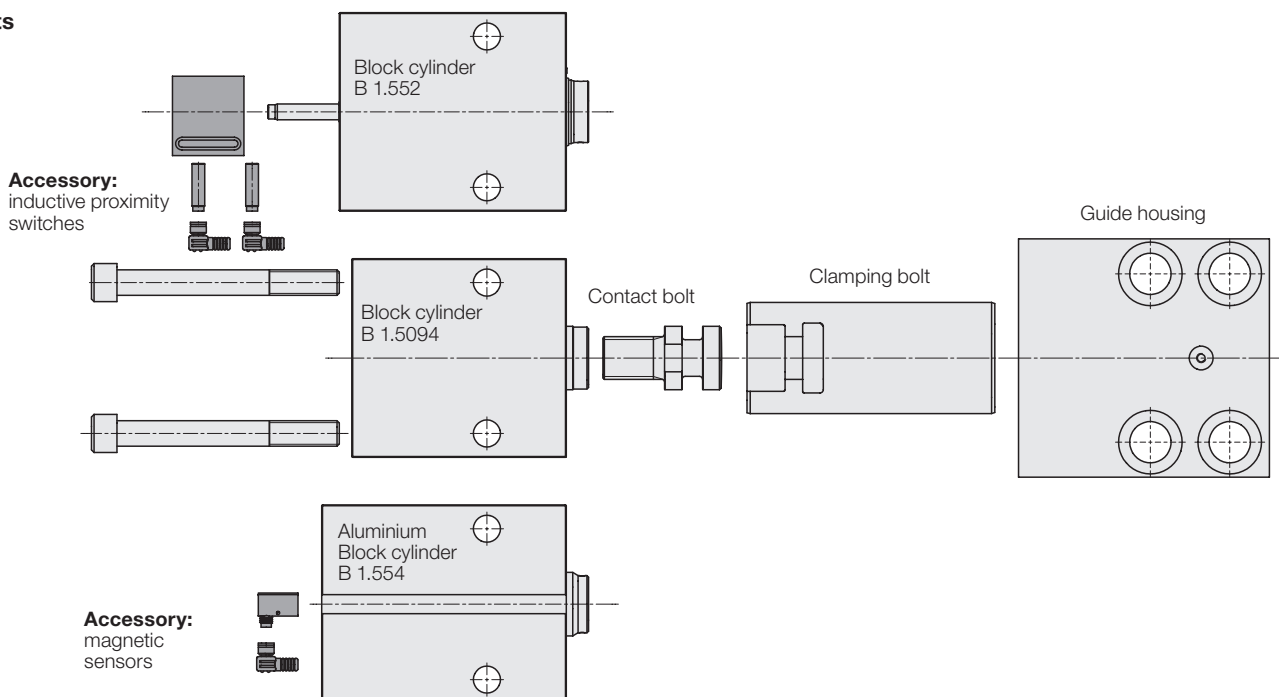 Block cylinder
B 1.552
Accessory:
inductive proximity
switches
Guide housing
Clamping bolt
Contact bolt
Block cylinder
B 1.5094
Aluminium
Block cylinder
B 1.554
Accessory:
magnetic
sensors